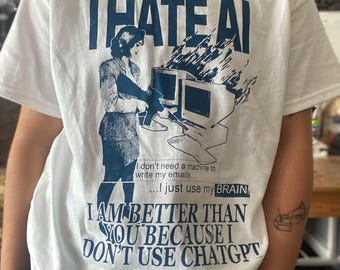 I HATE AI
I don't need a machine to
write my emails
...I just use my BRAIN!
I AM BETTER THAN
YOU BECAUSE I
DON'T USE CHATGPT